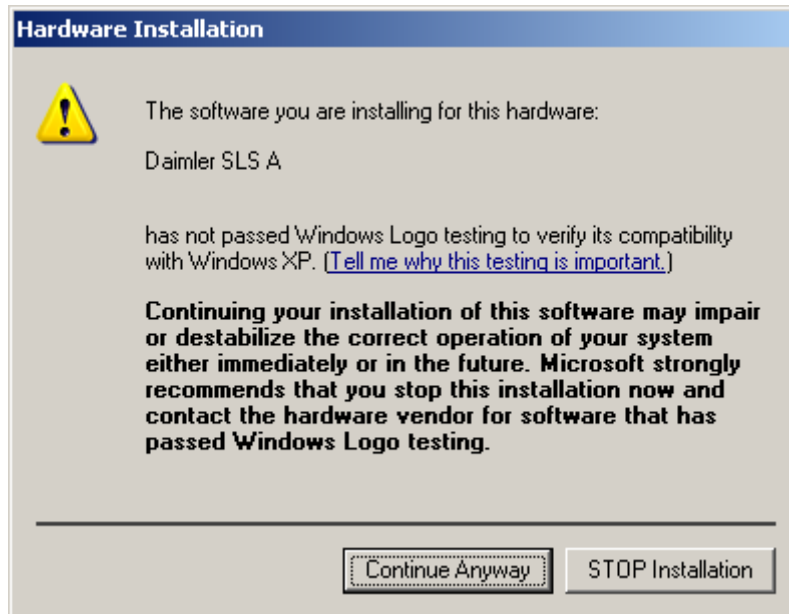 Hardware Installation
The software you are installing for this hardware:
Daimler SLS A
has not passed Windows Logo testing to verify its compatibility
with Windows XP. (Tell me why this testing is important.)
Continuing your installation of this software may impair
or destabilize the correct operation of your system
either immediately or in the future. Microsoft strongly
recommends that you stop this installation now and
contact the hardware vendor for software that has
passed Windows Logo testing.
Continue Anyway
STOP Installation